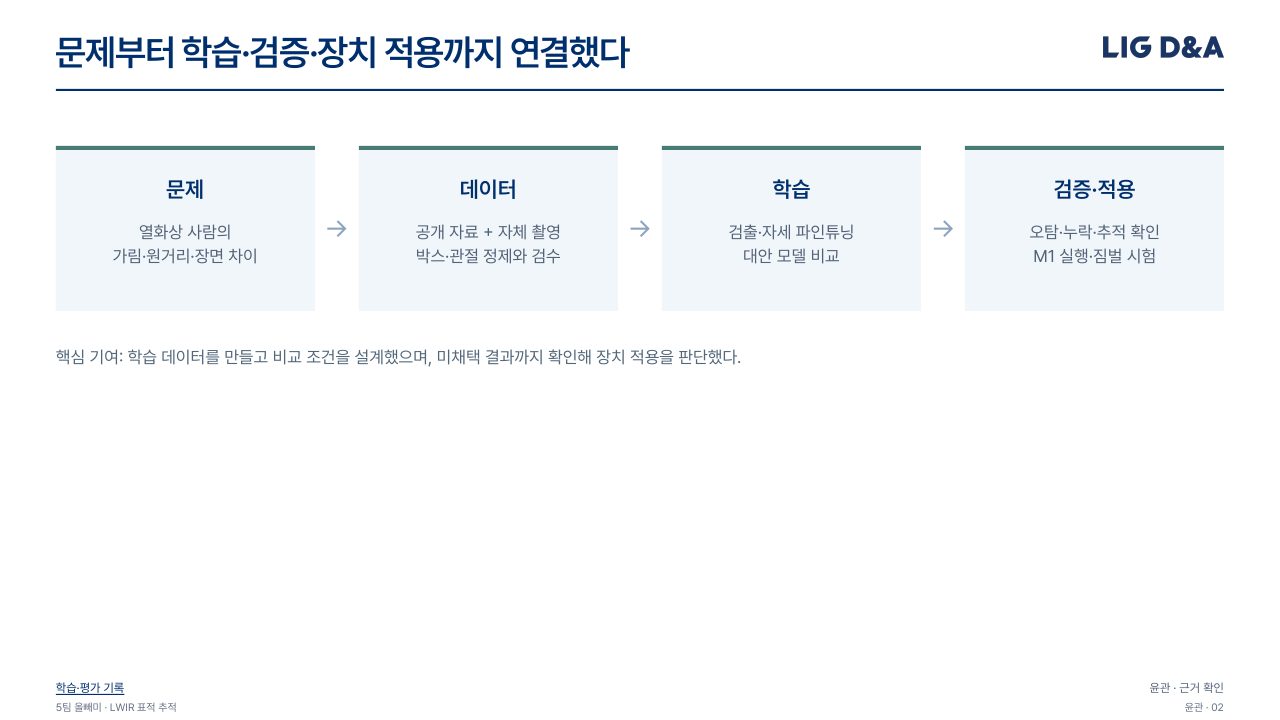 문제부터 학습·검증·장치 적용까지 연결했다
LIG D&A
문제
열화상 사람의
가림·원거리·장면 차이
→
데이터
공개 자료 + 자체 촬영
박스·관절 정제와 검수
→
학습
검출·자세 파인튜닝
대안 모델 비교
→
검증·적용
오탐·누락·추적 확인
M1 실행·짐벌 시험
핵심 기여: 학습 데이터를 만들고 비교 조건을 설계했으며, 미채택 결과까지 확인해 장치 적용을 판단했다.
학습·평가 기록
5팀 올빼미 · LWIR 표적 추적
윤관 · 근거 확인
윤관 · 02